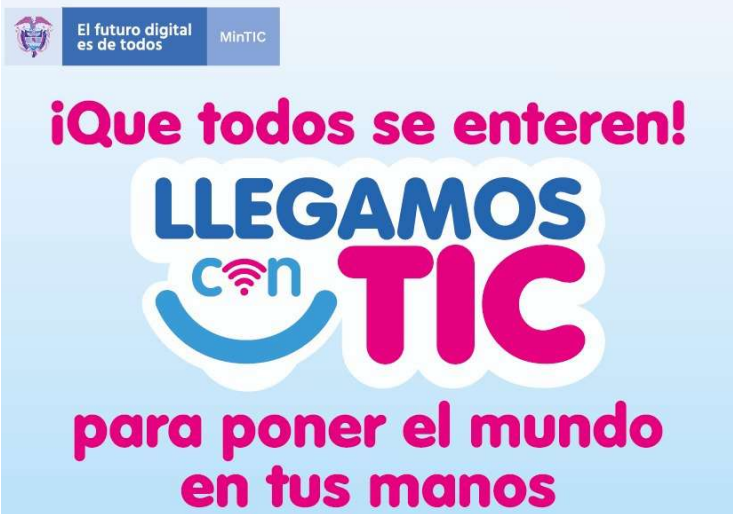 El futuro digital
es de todos
MinTIC
¡Que todos se enteren!
LLEGAMOS
con TIC
para poner el mundo
en tus manos